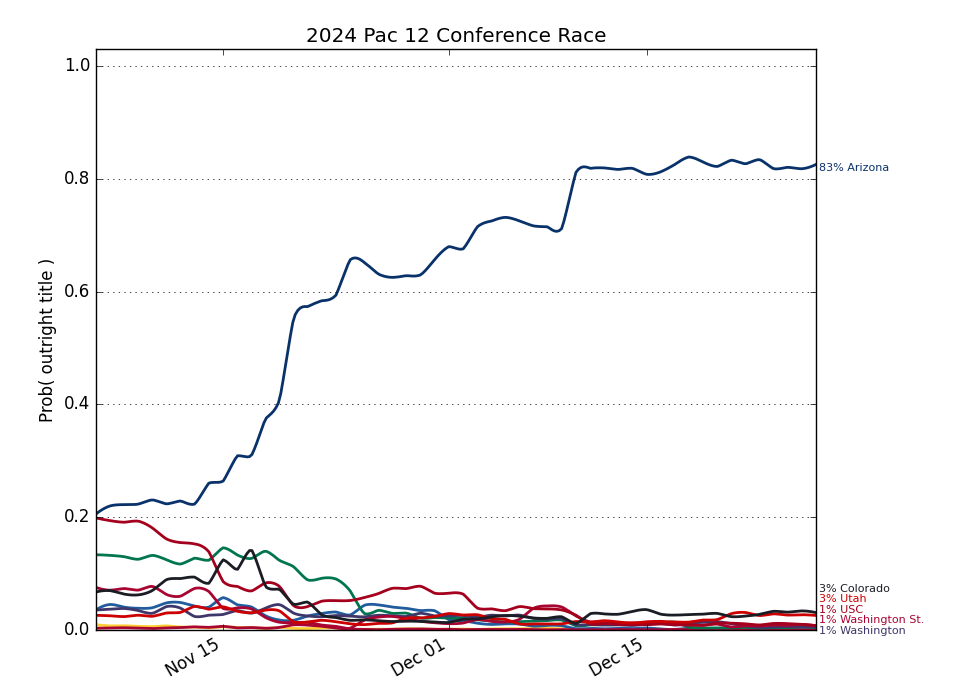 2024 Pac 12 Conference Race
Prob( outright title )
1.0
0.8
0.6
0.4
0.2
0.0
Nov 15
Dec 01
Dec 15
83% Arizona
3% Colorado
3% Utah
1% USC
1% Washington St.
1% Washington